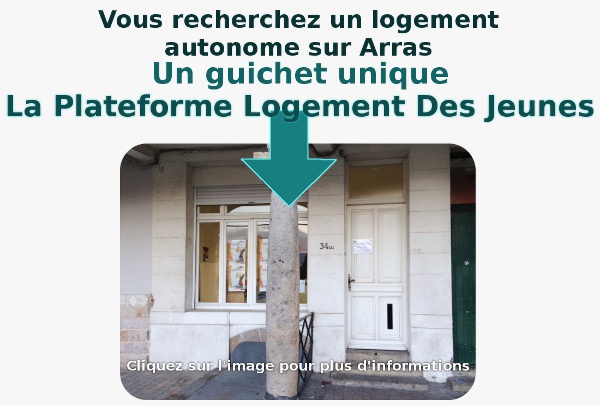 Vous recherchez un logement
autonome sur Arras
Un guichet unique
La Plateforme Logement Des Jeunes
Cliquez sur l'image pour plus d'informations